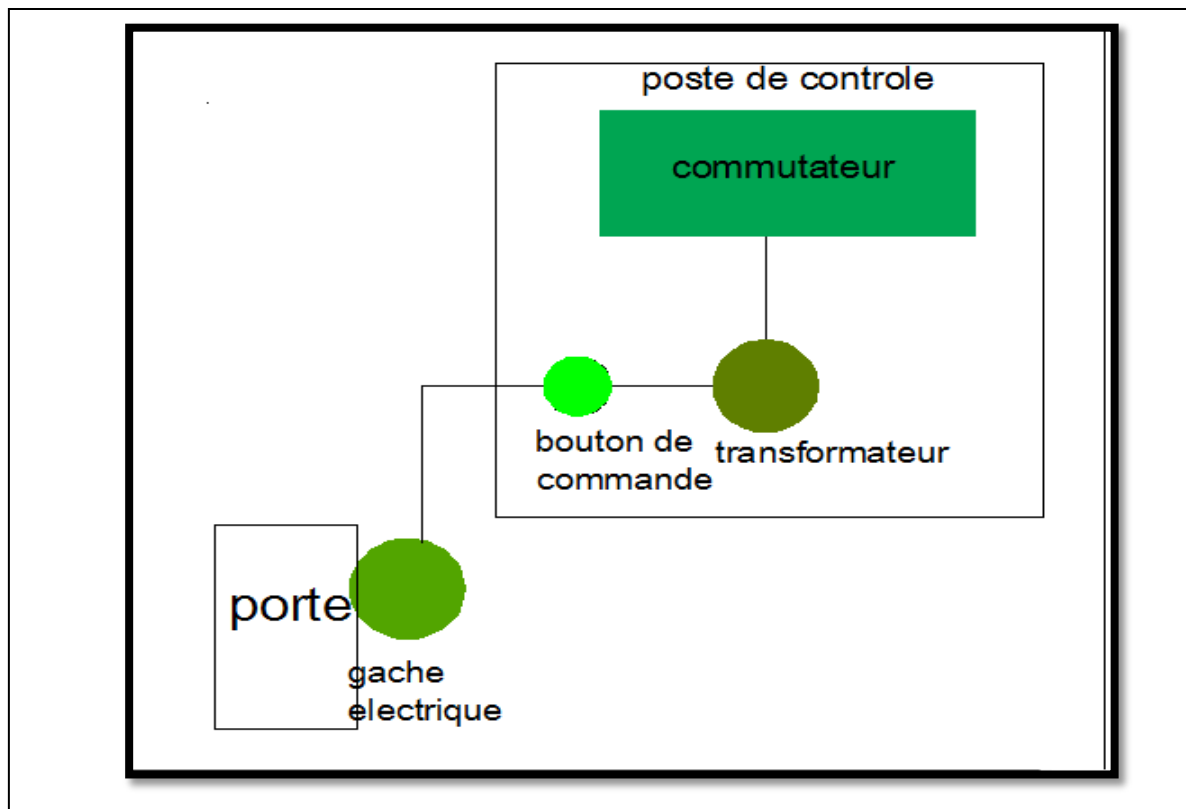 poste de controle
commutateur
bouton de
commande
transformateur
porte
gache
electrique